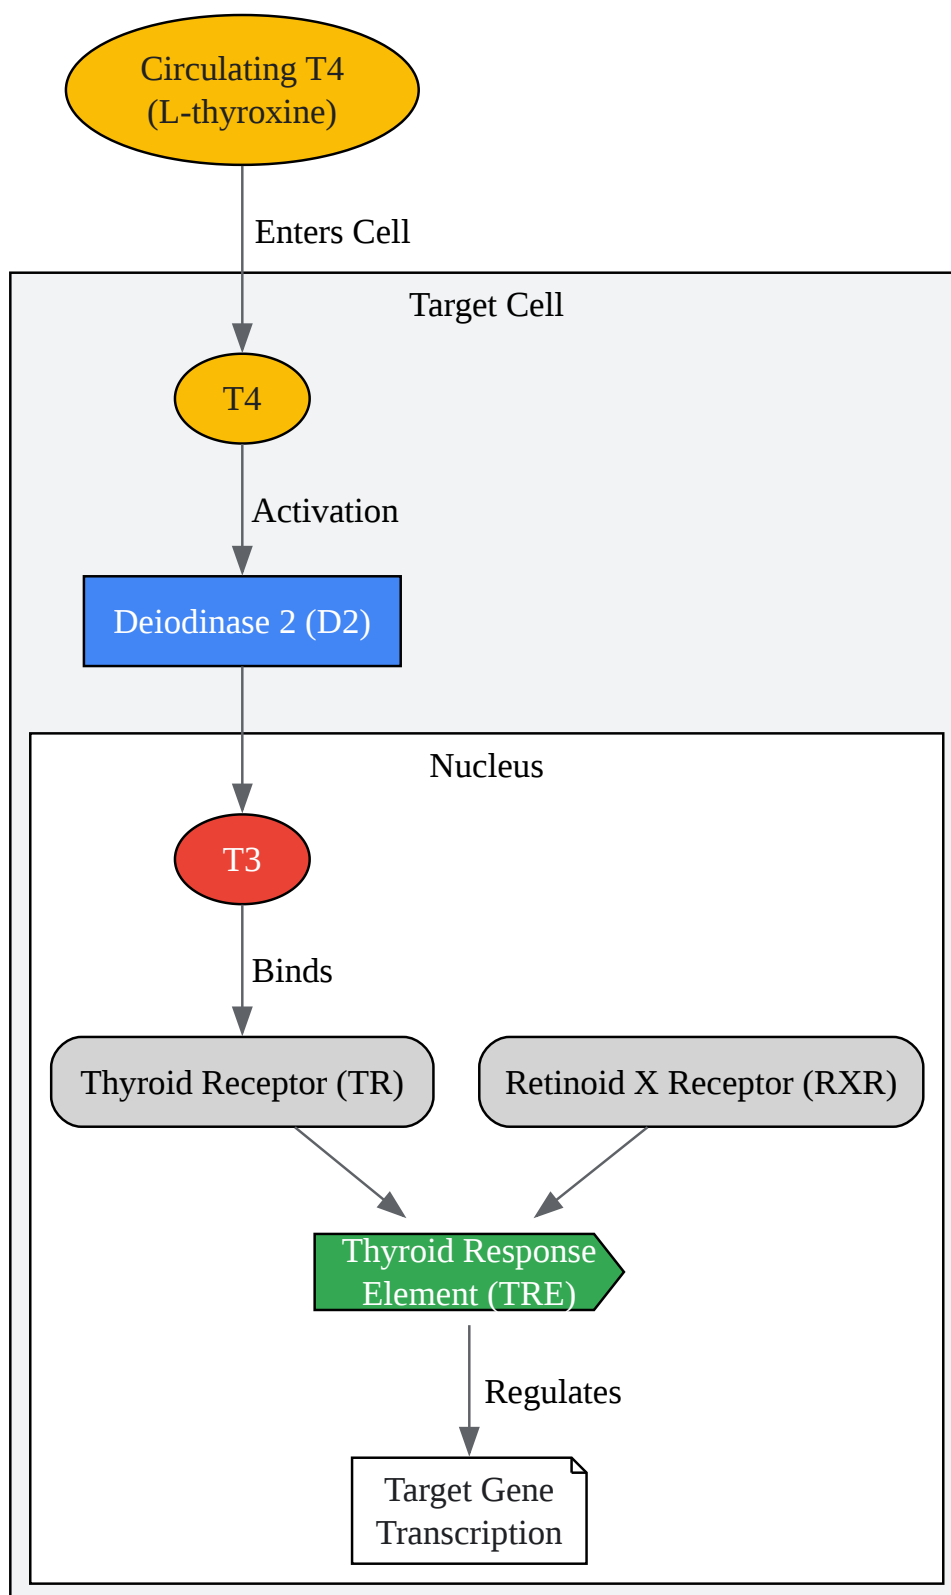 Circulating T4
(L-thyroxine)
Enters Cell
Target Cell
T4
Activation
Deiodinase 2 (D2)
Nucleus
T3
Binds
Thyroid Receptor (TR)
Retinoid X Receptor (RXR)
Thyroid Response
Element (TRE)
Regulates
Target Gene
Transcription